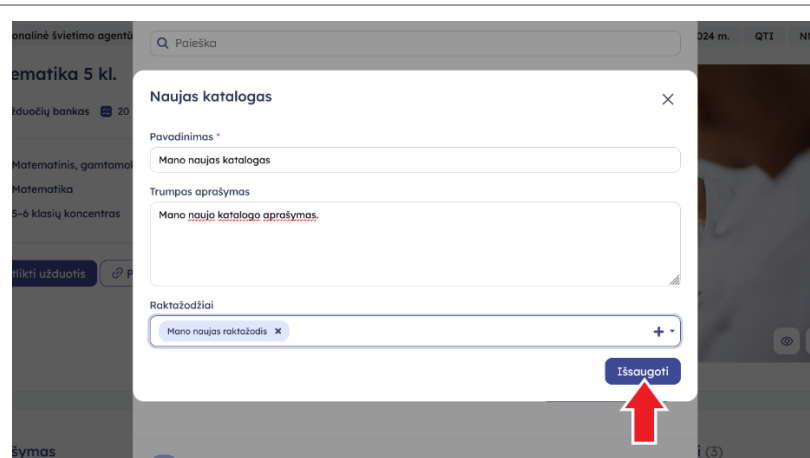 onalinė švietimo agentū
Paieška
024 m. QTI
ematika 5 kl.
Naujas katalogas
žduočių bankas 20
Pavadinimas *
Mano naujas katalogas
Matematinis, gamtamok
Matematika
Trumpas aprašymas
5–6 klasių koncentras
Mano naujo katalogo aprašymas.
tlikti užduotis
Raktažodžiai
Mano naujas raktažodis
Išsaugoti
šymas
i (3)